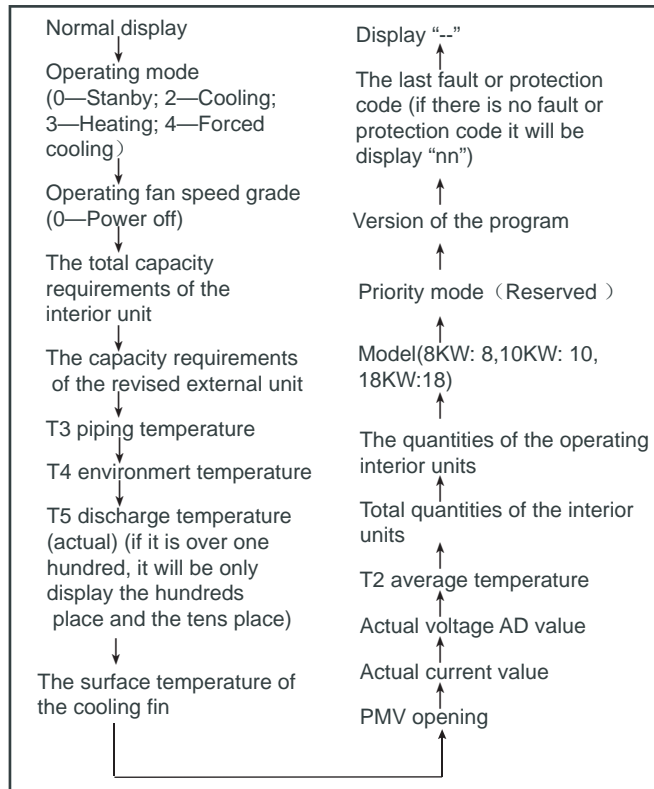 Normal display
Operating mode
(0—Stanby; 2—Cooling;
3—Heating; 4—Forced
cooling）
Operating fan speed grade
(0—Power off)
The total capacity
requirements of the
interior unit
The capacity requirements
of the revised external unit
T3 piping temperature
T4 environmert temperature
T5 discharge temperature
(actual) (if it is over one
hundred, it will be only
display the hundreds
place and the tens place)
The surface temperature of
the cooling fin
Display “--”
The last fault or protection
code (if there is no fault or
protection code it will be
display “nn”)
Version of the program
Priority mode（Reserved ）
Model(8KW: 8,10KW: 10,
18KW:18)
The quantities of the operating
interior units
Total quantities of the interior
units
T2 average temperature
Actual voltage AD value
Actual current value
PMV opening